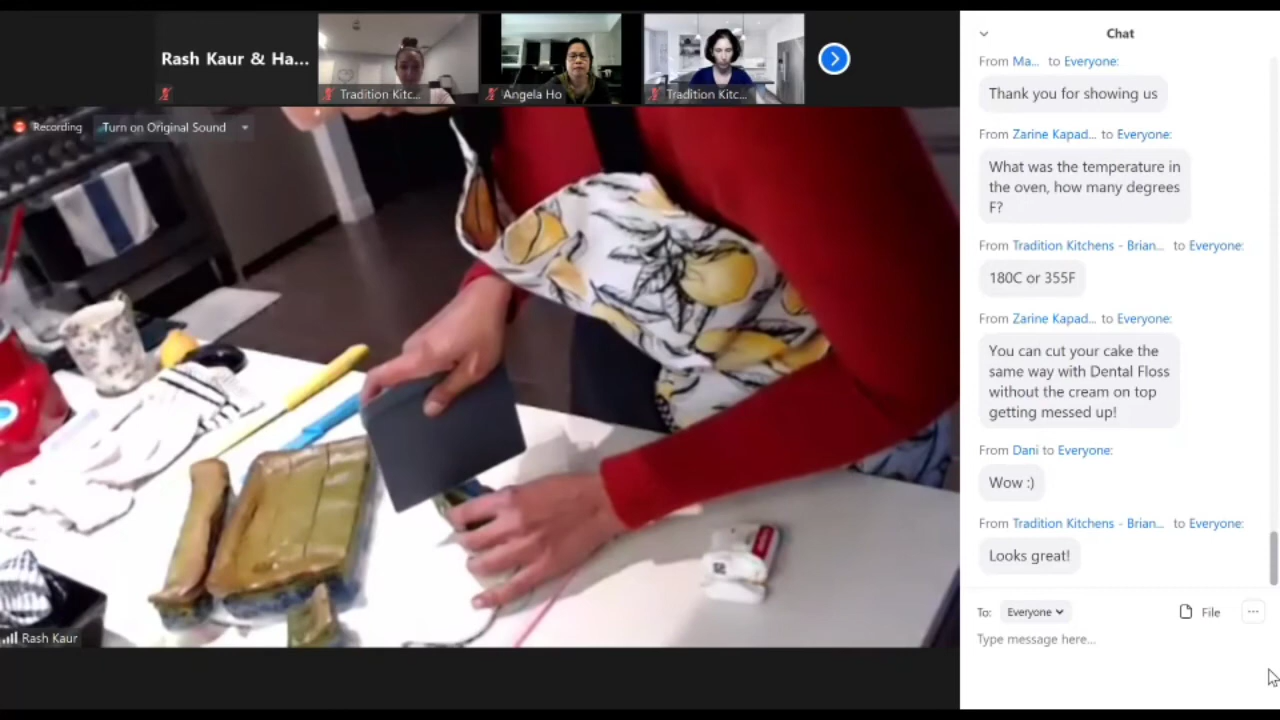 Rash Kaur & Ha...
Tradition Kitc...
Angela Ho
Tradition Kitc...
Recording
Turn on Original Sound
Rash Kaur
Chat
From Ma... to Everyone:
Thank you for showing us
From Zarine Kapad... to Everyone:
What was the temperature in
the oven, how many degrees
F?
From Tradition Kitchens - Brian... to Everyone:
180C or 355F
From Zarine Kapad... to Everyone:
You can cut your cake the
same way with Dental Floss
without the cream on top
getting messed up!
From Dani to Everyone:
Wow :)
From Tradition Kitchens - Brian... to Everyone:
Looks great!
To: Everyone File ...
Type message here...